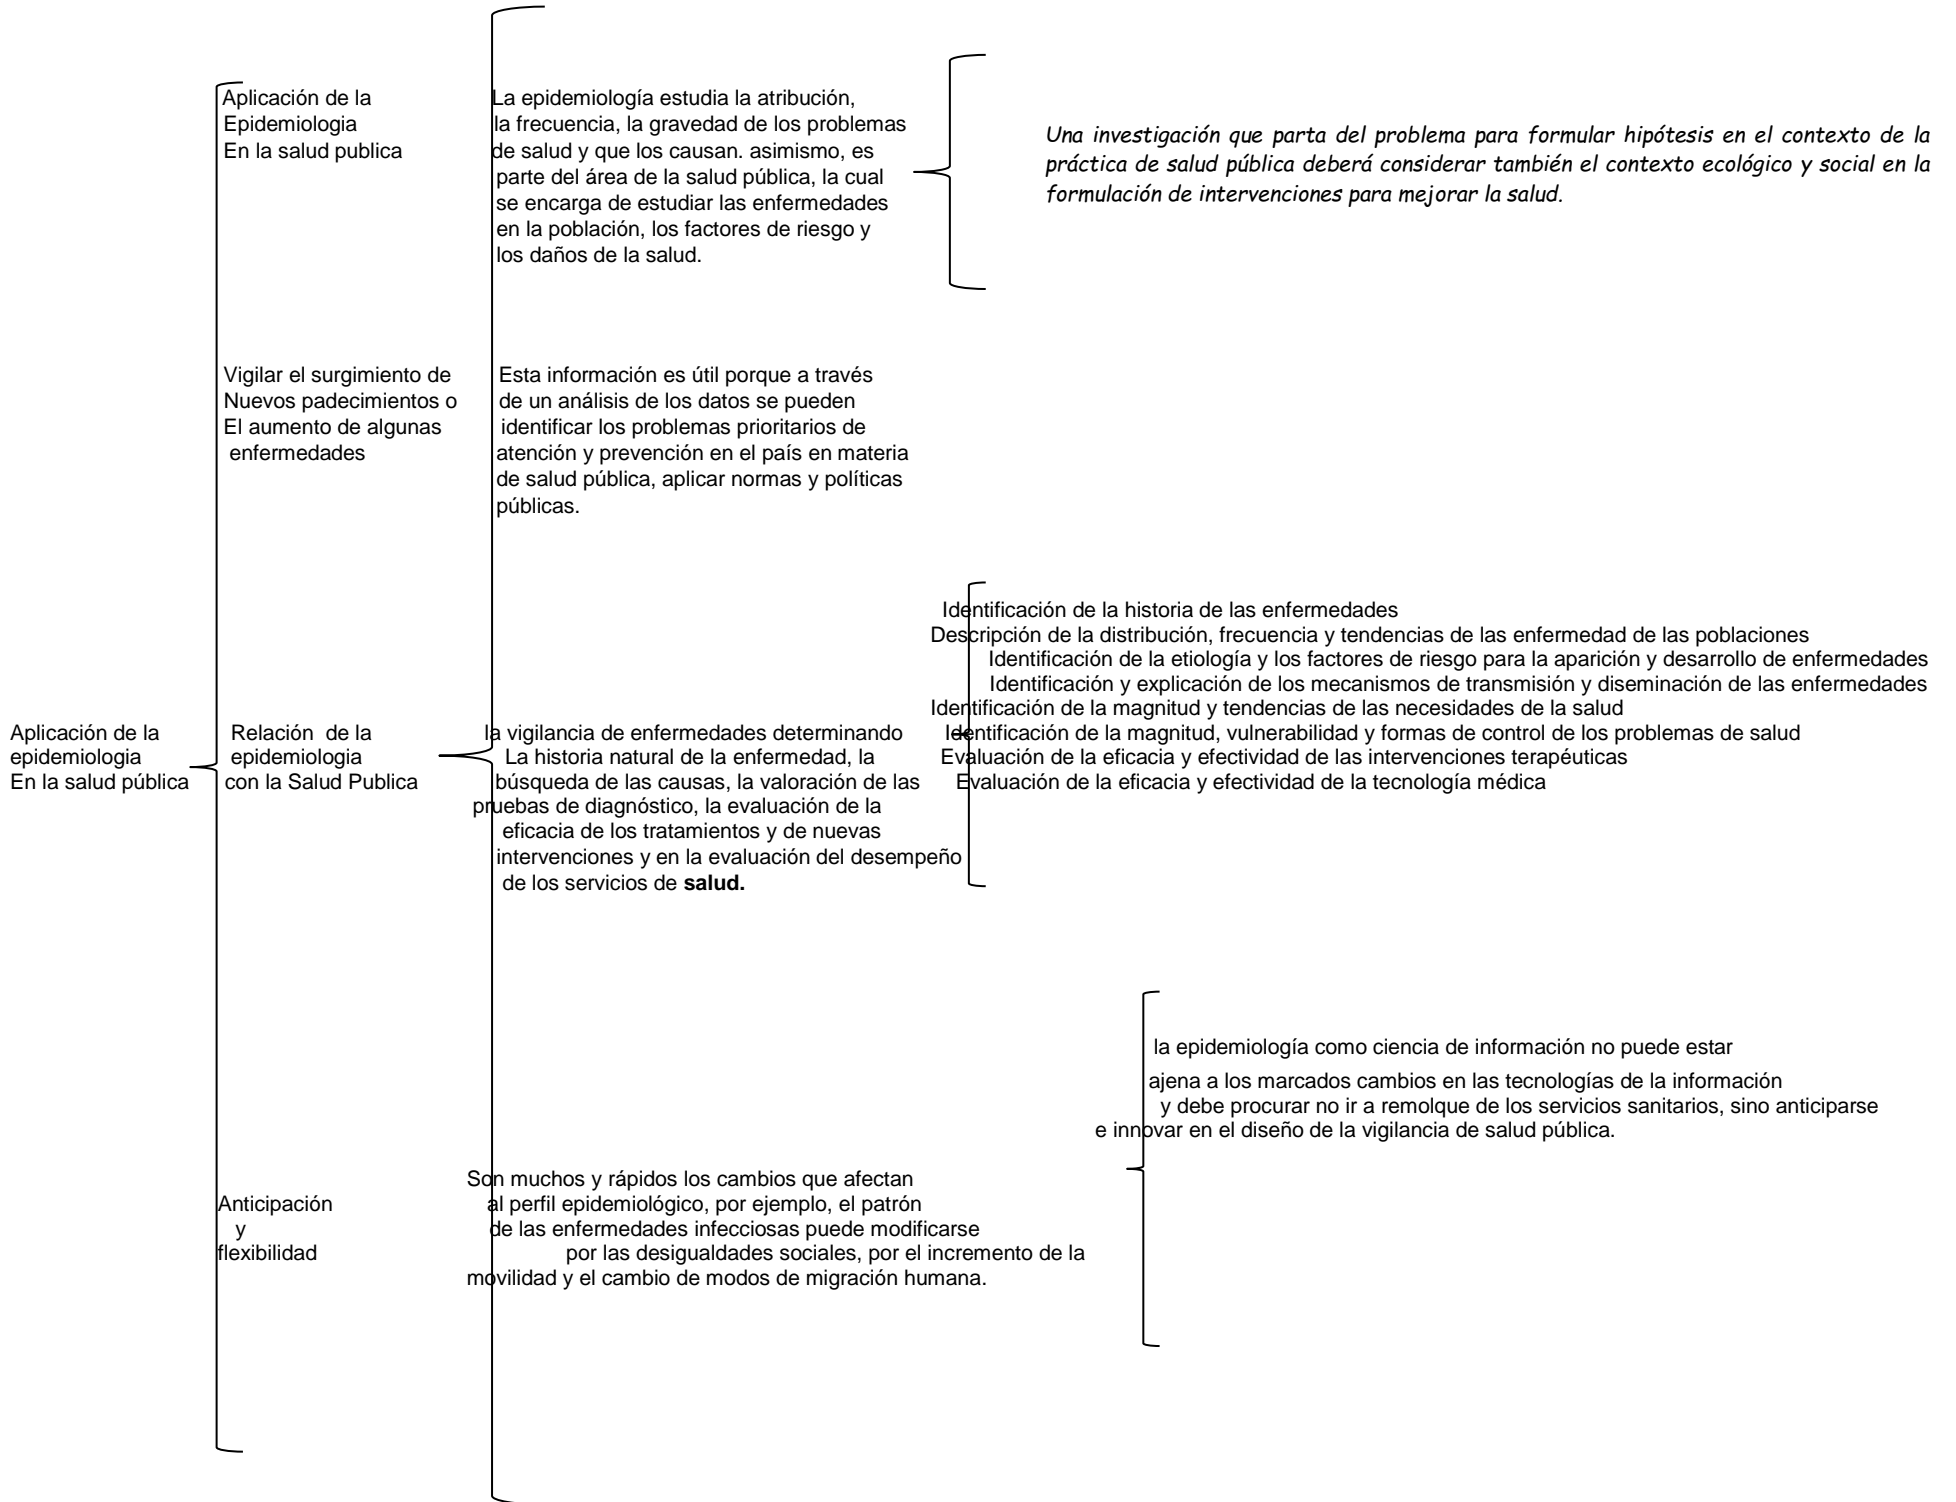 Aplicación de la
epidemiologia
En la salud pública
Aplicación de la
Epidemiologia
En la salud publica
La epidemiología estudia la atribución,
la frecuencia, la gravedad de los problemas
de salud y que los causan. asimismo, es
parte del área de la salud pública, la cual
se encarga de estudiar las enfermedades
en la población, los factores de riesgo y
los daños de la salud.
Una investigación que parta del problema para formular hipótesis en el contexto de la
práctica de salud pública deberá considerar también el contexto ecológico y social en la
formulación de intervenciones para mejorar la salud.
Vigilar el surgimiento de
Nuevos padecimientos o
El aumento de algunas
enfermedades
Esta información es útil porque a través
de un análisis de los datos se pueden
identificar los problemas prioritarios de
atención y prevención en el país en materia
de salud pública, aplicar normas y políticas
públicas.
Relación de la
epidemiologia
con la Salud Publica
la vigilancia de enfermedades determinando
La historia natural de la enfermedad, la
búsqueda de las causas, la valoración de las
pruebas de diagnóstico, la evaluación de la
eficacia de los tratamientos y de nuevas
intervenciones y en la evaluación del desempeño
de los servicios de salud.
Identificación de la historia de las enfermedades
Descripción de la distribución, frecuencia y tendencias de las enfermedad de las poblaciones
Identificación de la etiología y los factores de riesgo para la aparición y desarrollo de enfermedades
Identificación y explicación de los mecanismos de transmisión y diseminación de las enfermedades
Identificación de la magnitud y tendencias de las necesidades de la salud
Identificación de la magnitud, vulnerabilidad y formas de control de los problemas de salud
Evaluación de la eficacia y efectividad de las intervenciones terapéuticas
Evaluación de la eficacia y efectividad de la tecnología médica
Anticipación
y
flexibilidad
Son muchos y rápidos los cambios que afectan
al perfil epidemiológico, por ejemplo, el patrón
de las enfermedades infecciosas puede modificarse
por las desigualdades sociales, por el incremento de la
movilidad y el cambio de modos de migración humana.
la epidemiología como ciencia de información no puede estar
ajena a los marcados cambios en las tecnologías de la información
y debe procurar no ir a remolque de los servicios sanitarios, sino anticiparse
e innovar en el diseño de la vigilancia de salud pública.